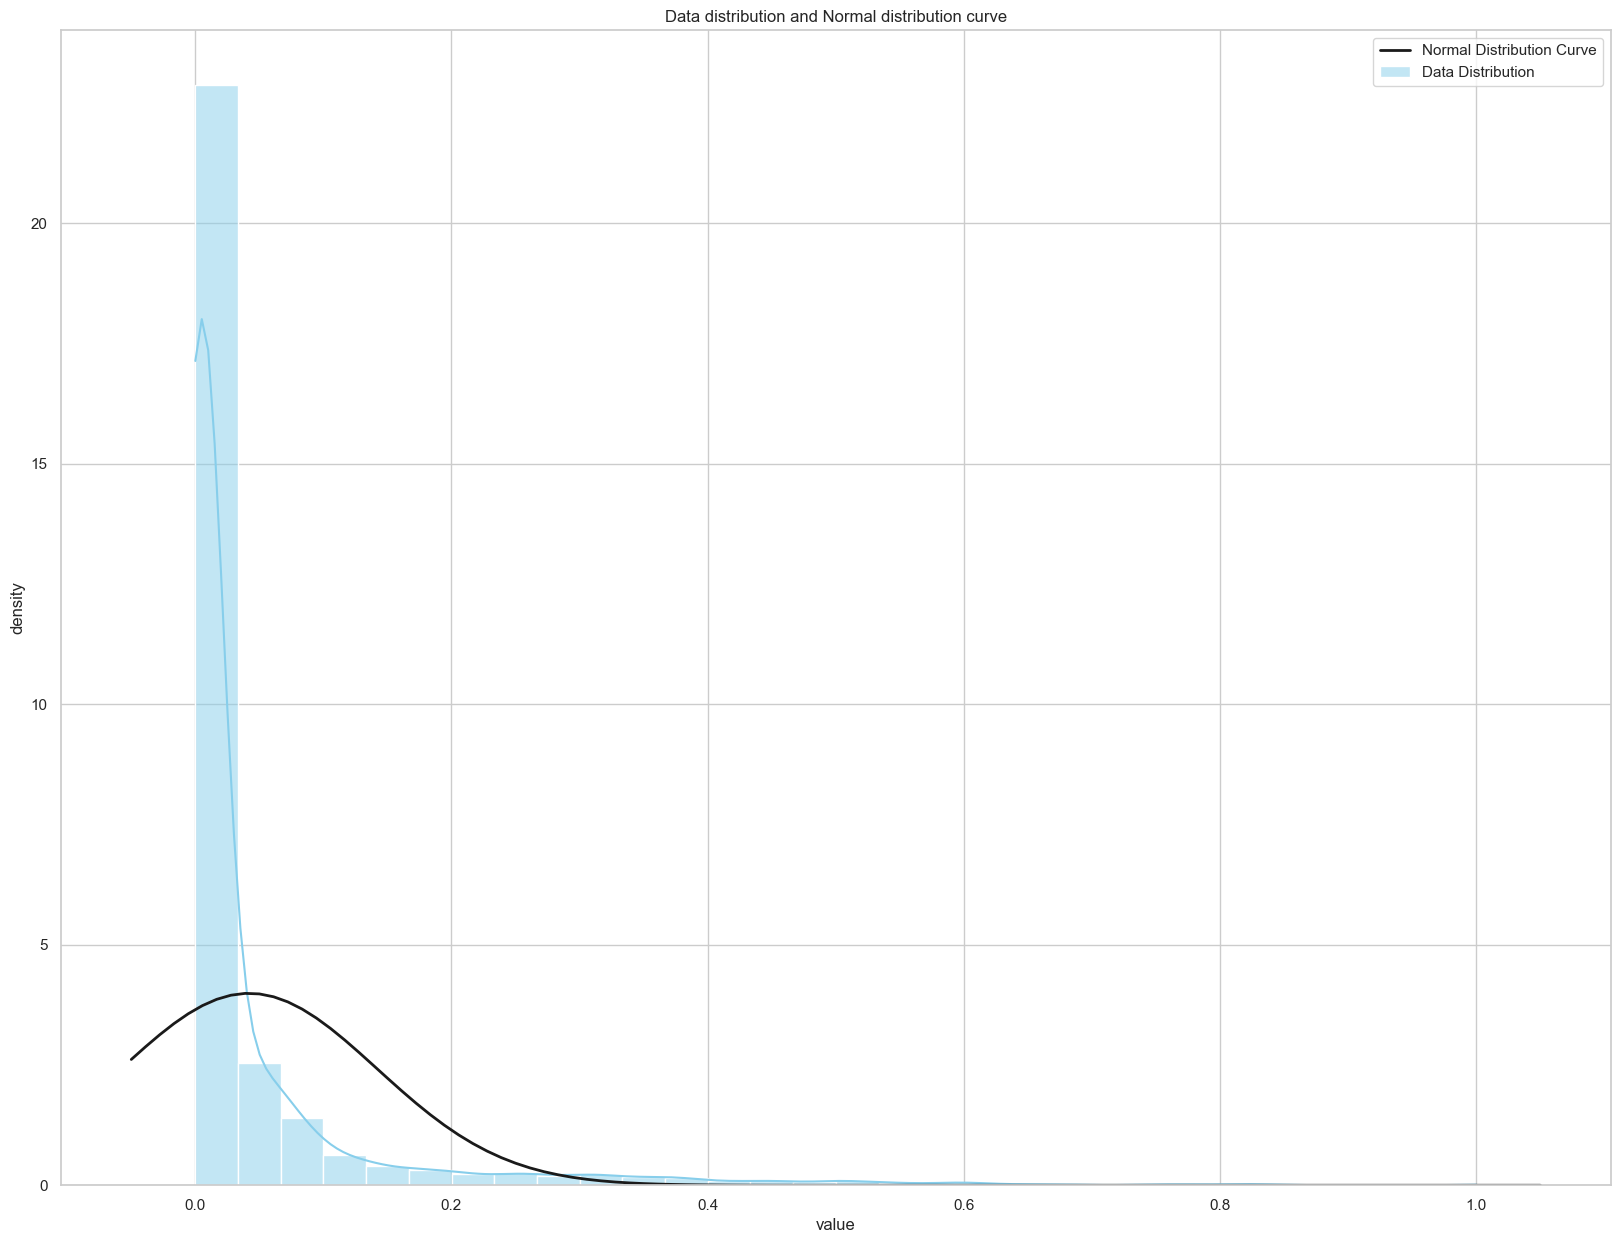 Data distribution and Normal distribution curve
Normal Distribution Curve
Data Distribution
20
15
10
5
0
density
0.0 0.2 0.4 0.6 0.8 1.0
value